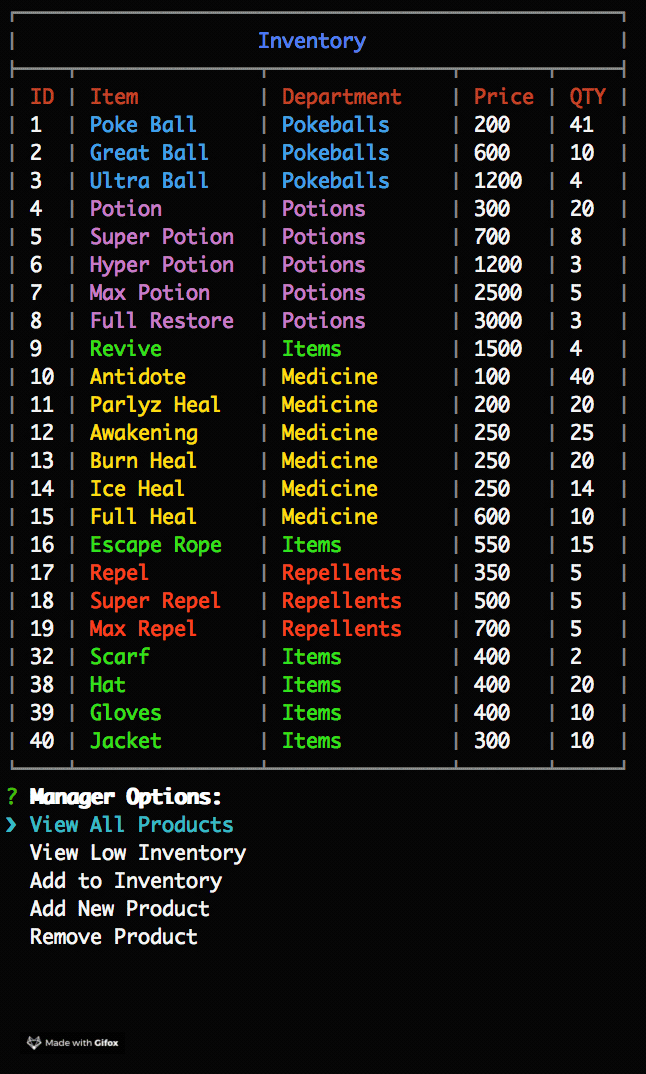 Inventory
ID | Item | Department | Price | QTY
1 | Poke Ball | Pokeballs | 200 | 41
2 | Great Ball | Pokeballs | 600 | 10
3 | Ultra Ball | Pokeballs | 1200 | 4
4 | Potion | Potions | 300 | 20
5 | Super Potion | Potions | 700 | 8
6 | Hyper Potion | Potions | 1200 | 3
7 | Max Potion | Potions | 2500 | 5
8 | Full Restore | Potions | 3000 | 3
9 | Revive | Items | 1500 | 4
10 | Antidote | Medicine | 100 | 40
11 | Parlyz Heal | Medicine | 200 | 20
12 | Awakening | Medicine | 250 | 25
13 | Burn Heal | Medicine | 250 | 20
14 | Ice Heal | Medicine | 250 | 14
15 | Full Heal | Medicine | 600 | 10
16 | Escape Rope | Items | 550 | 15
17 | Repel | Repellents | 350 | 5
18 | Super Repel | Repellents | 500 | 5
19 | Max Repel | Repellents | 700 | 5
32 | Scarf | Items | 400 | 2
38 | Hat | Items | 400 | 20
39 | Gloves | Items | 400 | 10
40 | Jacket | Items | 300 | 10
? Manager Options:
❯ View All Products
View Low Inventory
Add to Inventory
Add New Product
Remove Product
Made with Gifox